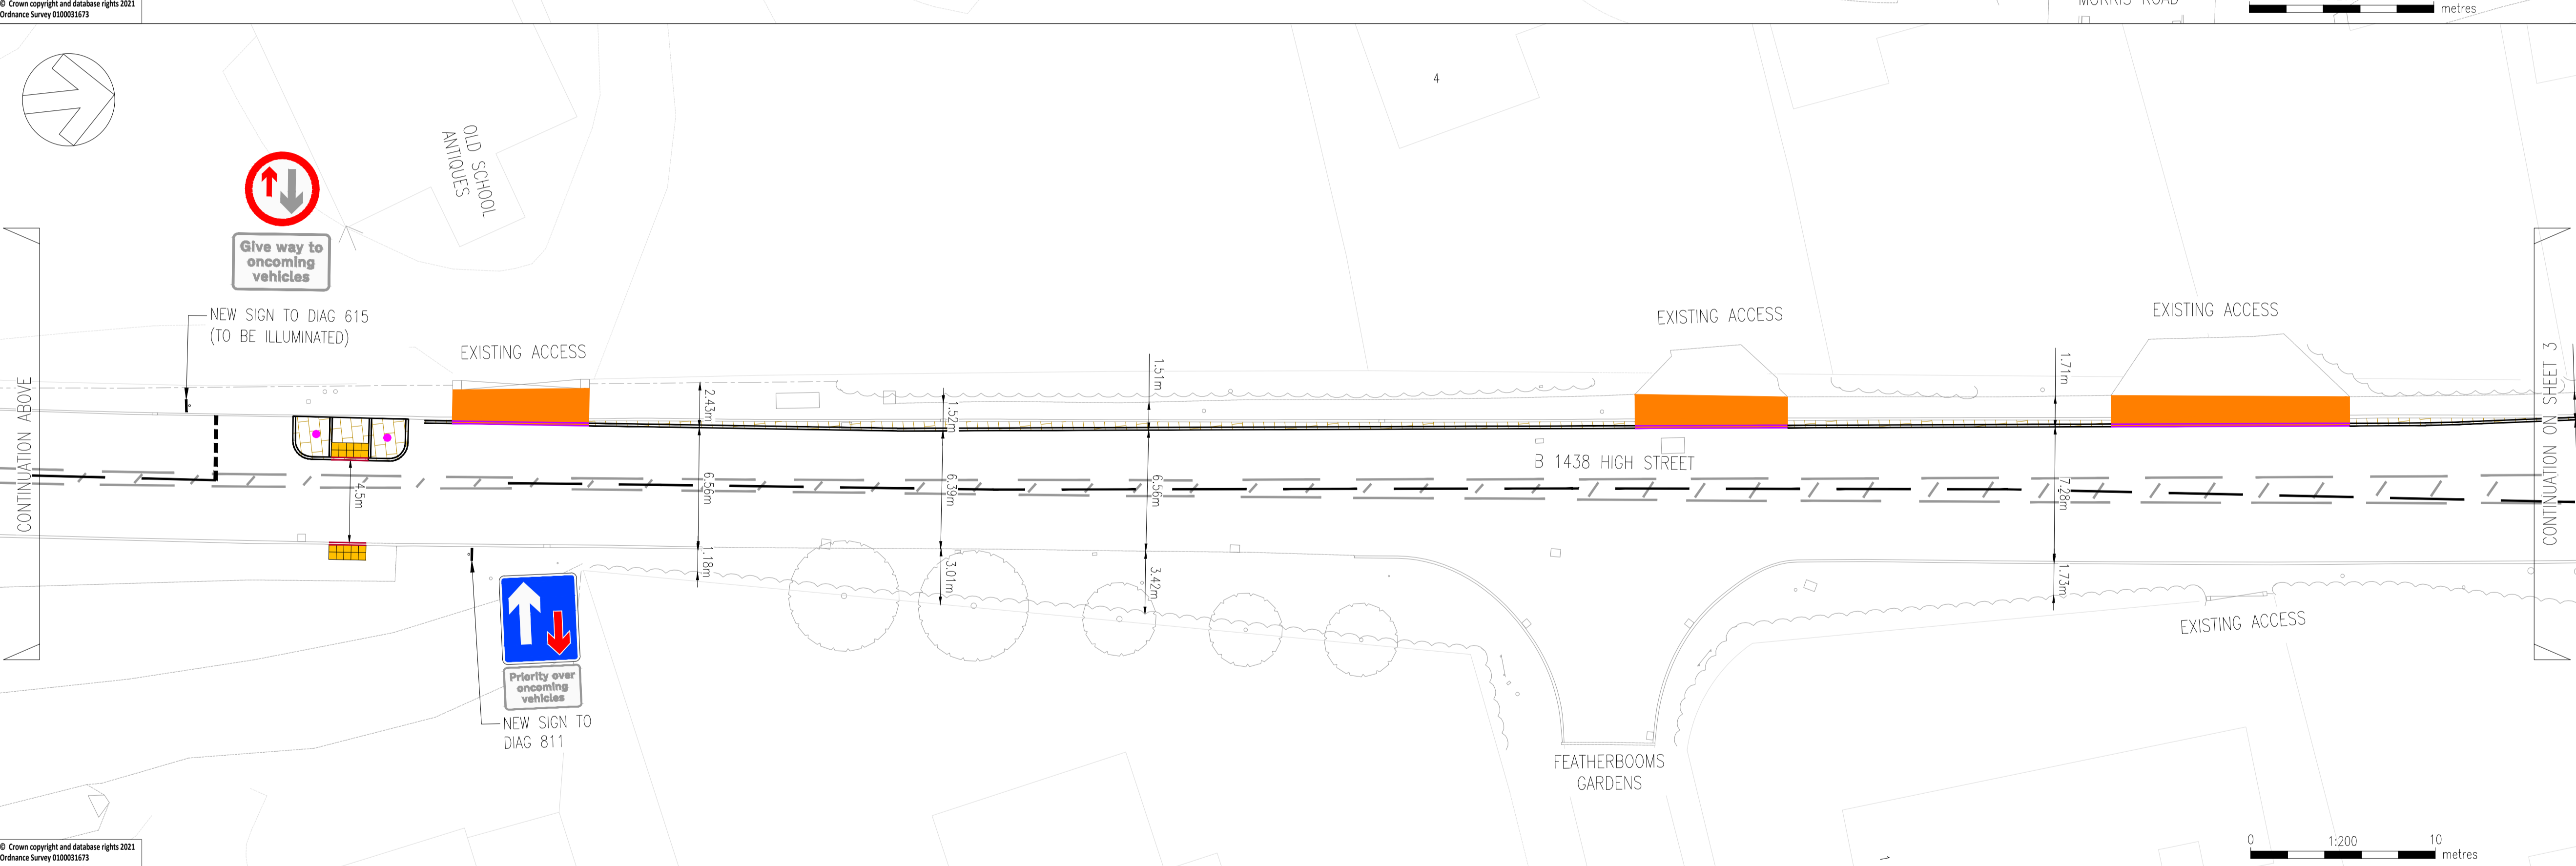 © Crown copyright and database rights 2021
Ordnance Survey 0100031673
MORRIS ROAD
metres
4
OLD SCHOOL
ANTIQUES
Give way to
oncoming
vehicles
NEW SIGN TO DIAG 615
(TO BE ILLUMINATED)
EXISTING ACCESS
EXISTING ACCESS
EXISTING ACCESS
CONTINUATION ABOVE
CONTINUATION ON SHEET 3
2.43m
1.52m
1.51m
1.71m
B 1438 HIGH STREET
4.5m
6.56m
6.39m
6.56m
7.28m
1.18m
3.01m
3.42m
1.73m
EXISTING ACCESS
Priority over
oncoming
vehicles
NEW SIGN TO
DIAG 811
FEATHERBOOMS
GARDENS
1
0 1:200 10
metres
© Crown copyright and database rights 2021
Ordnance Survey 0100031673